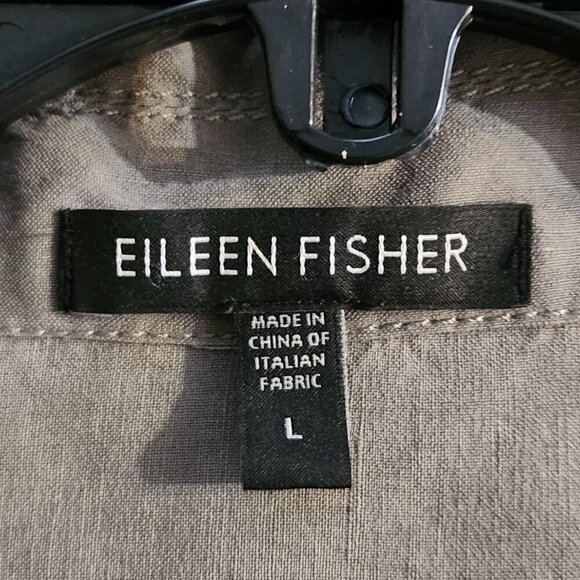 EILEEN FISHER
MADE IN
CHINA OF
ITALIAN
FABRIC
L